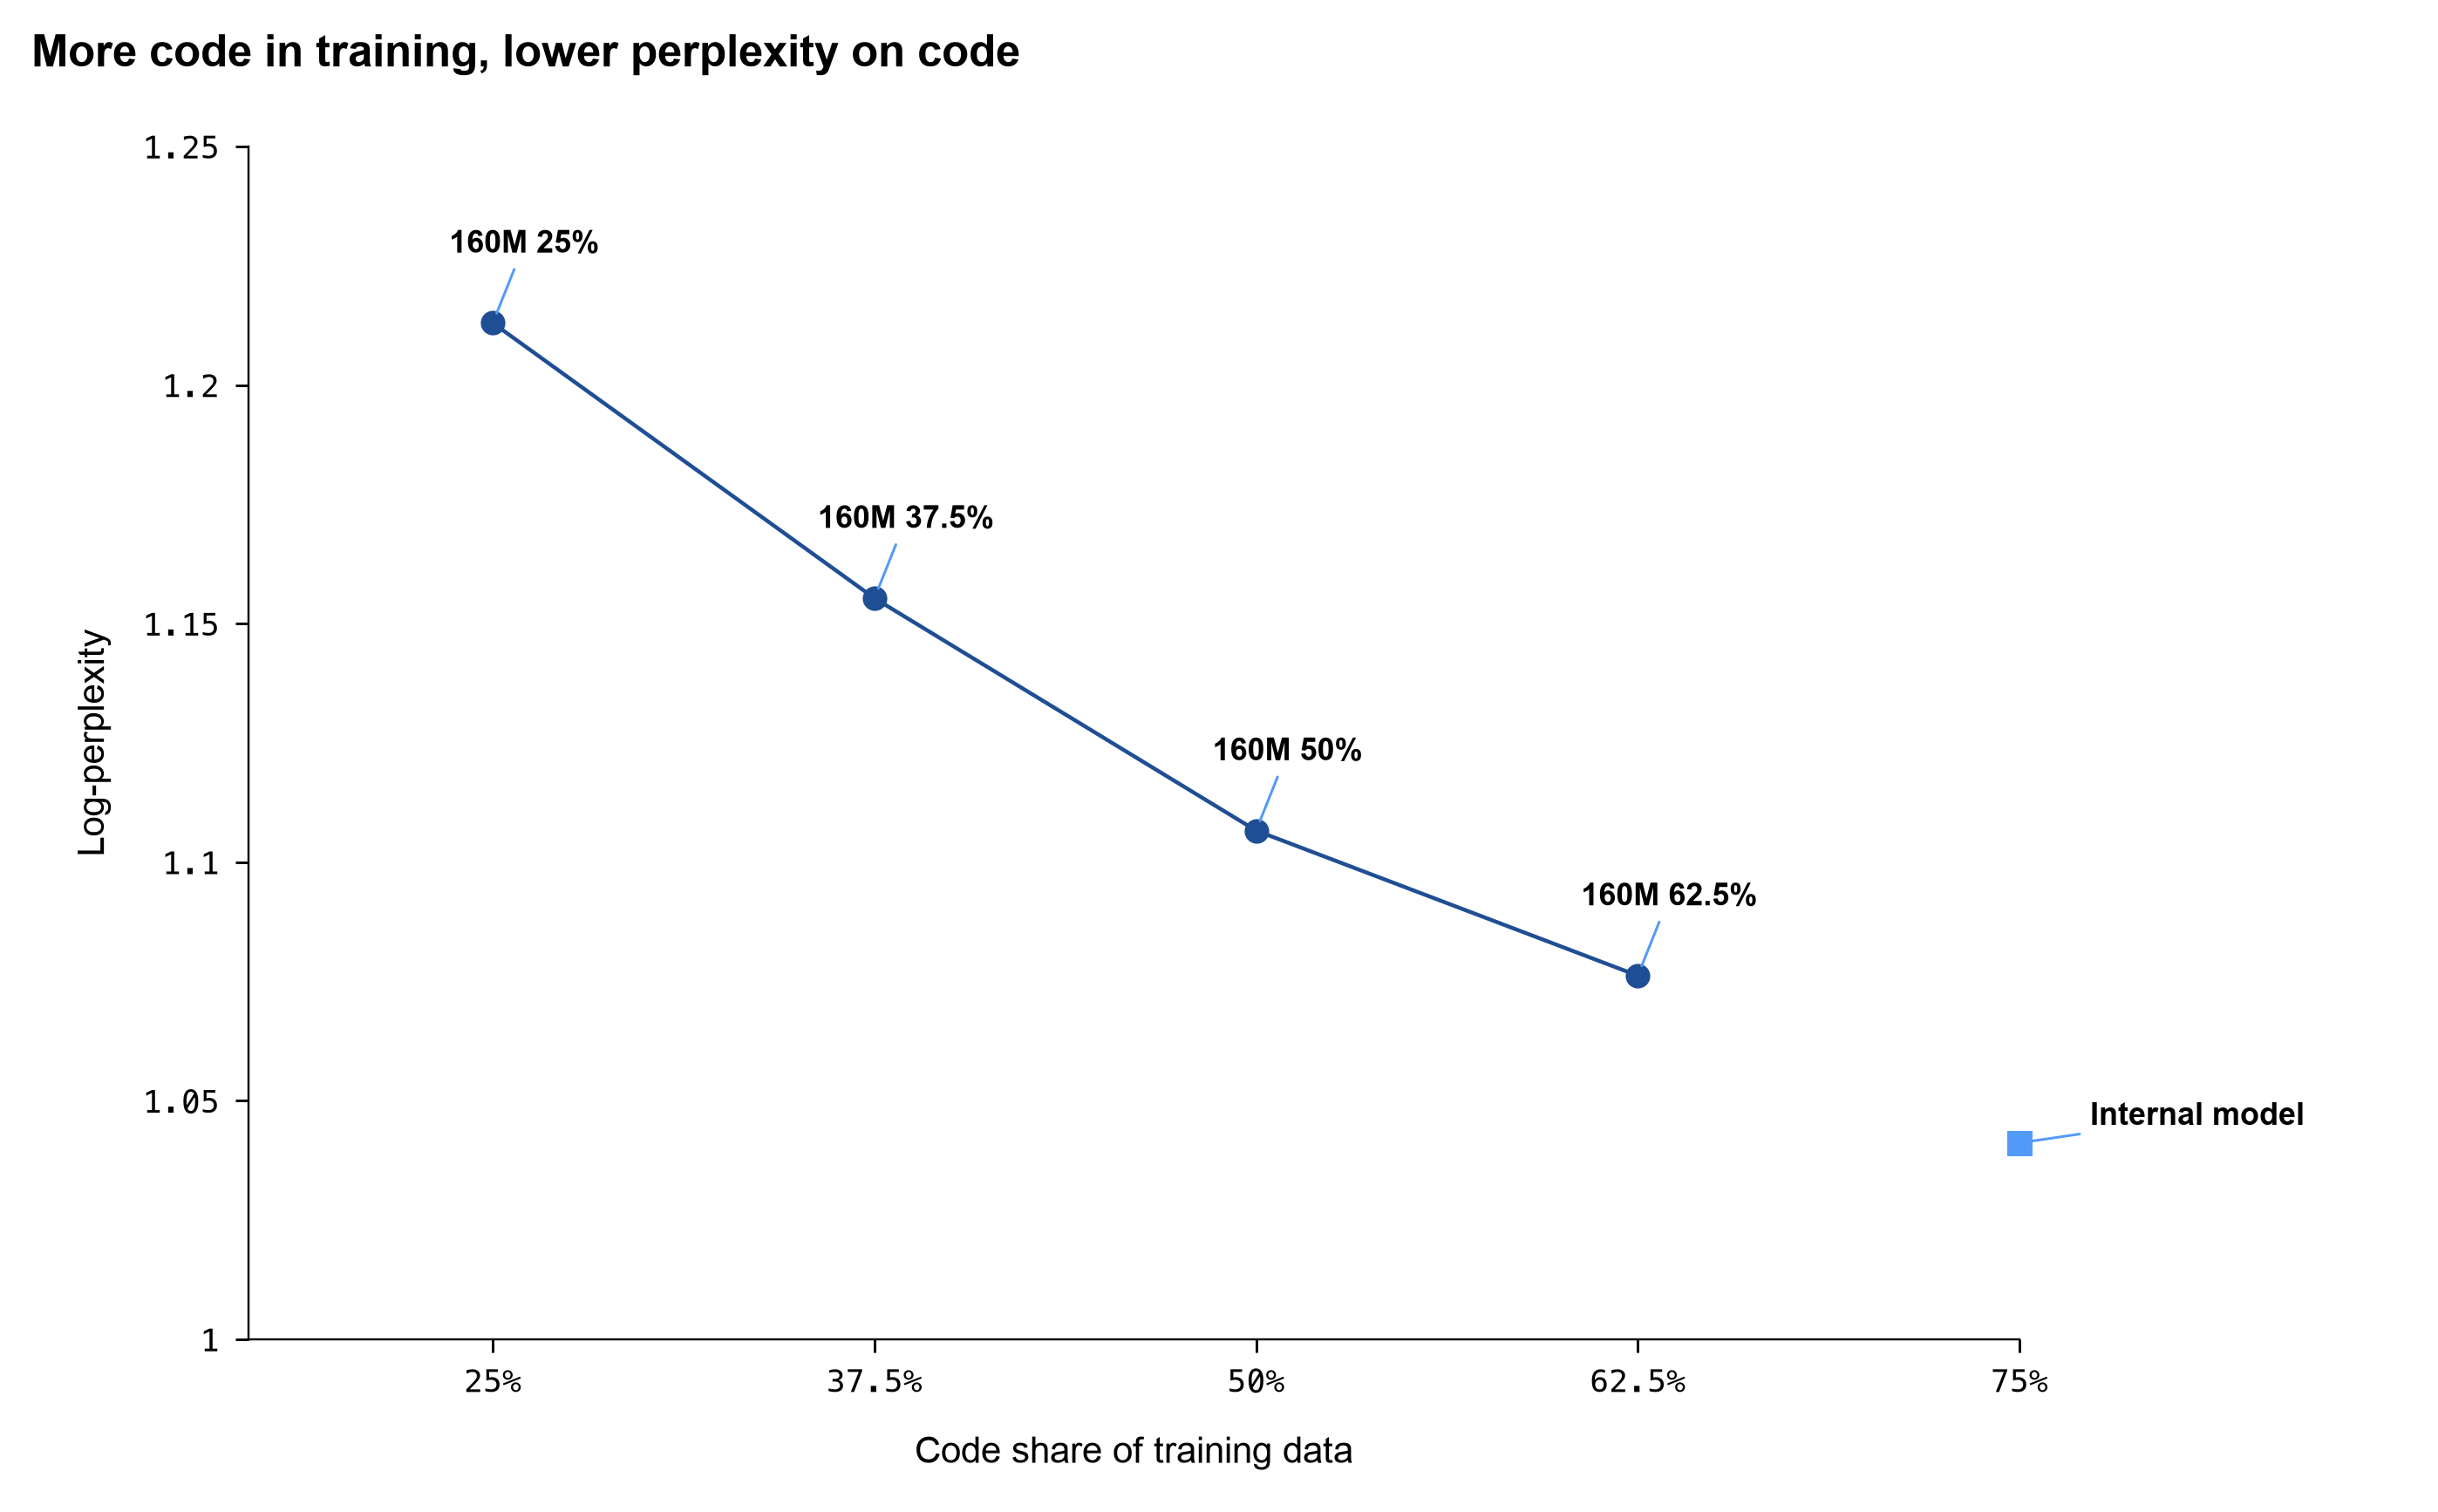 More code in training, lower perplexity on code
1.25
1.2
1.15
1.1
1.05
1
Log-perplexity
160M 25%
160M 37.5%
160M 50%
160M 62.5%
Internal model
25%
37.5%
50%
62.5%
75%
Code share of training data